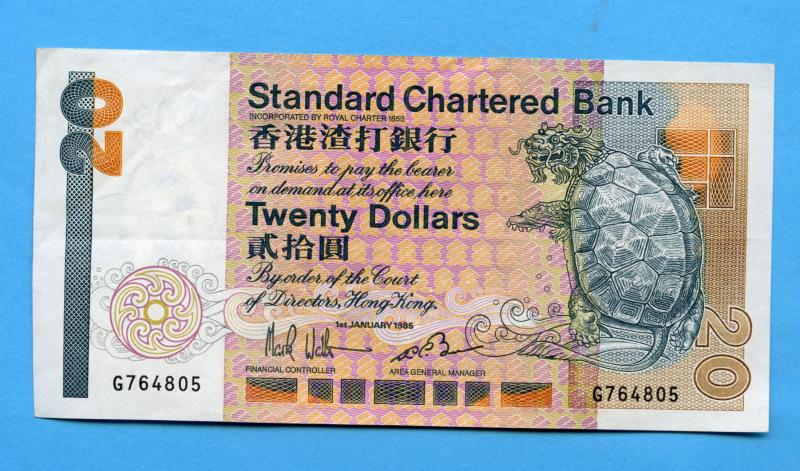 20
Standard Chartered Bank
INCORPORATED BY ROYAL CHARTER 1853
香港渣打銀行
Promises to pay the bearer
on demand at its office here
Twenty Dollars
貳拾圓
By order of the Court
of Directors, Hong Kong.
1st JANUARY 1985
FINANCIAL CONTROLLER AREA GENERAL MANAGER
G764805
G764805
20